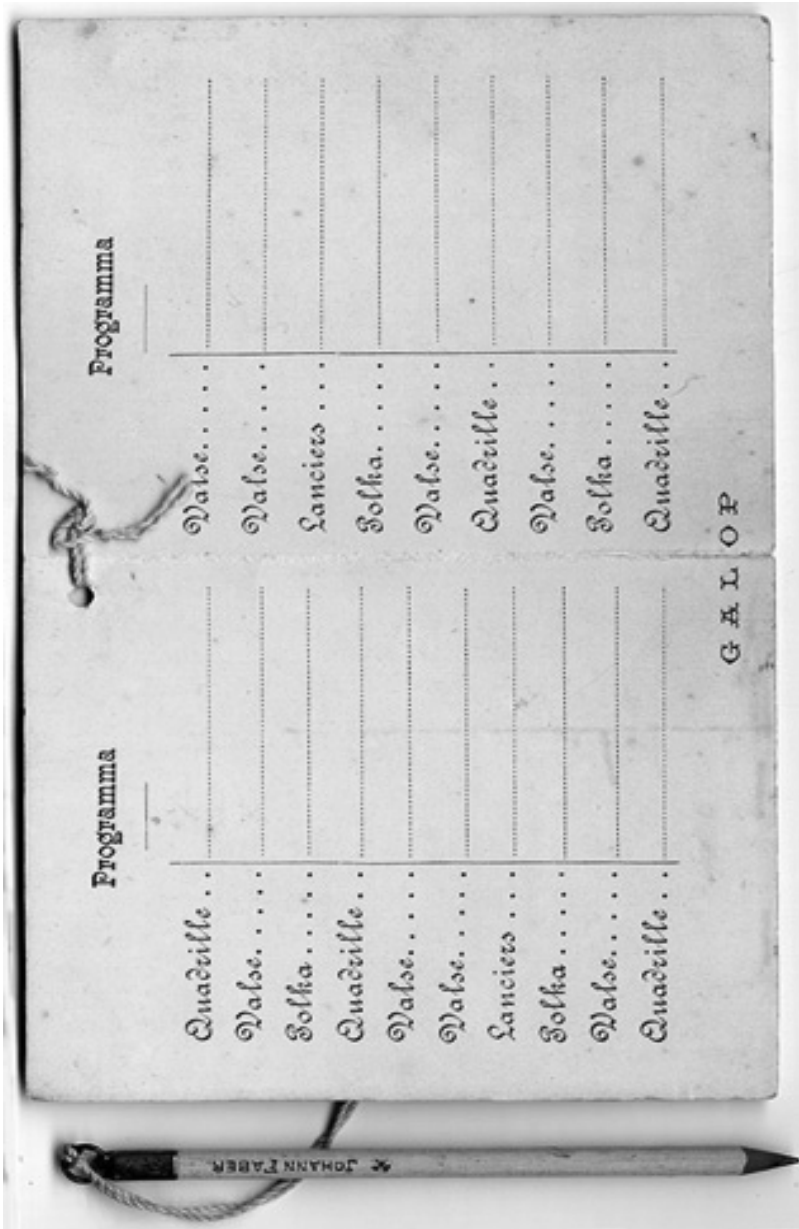 Programma
Quadrille . .
Valse. . . . .
Polka . . . . .
Quadrille . .
Valse. . . . .
Valse. . . . .
Lanciers . . .
Polka . . . . .
Valse. . . . .
Quadrille . .
Programma
Valse. . . . .
Valse. . . . .
Lanciers . . .
Polka. . . . .
Valse. . . . .
Quadrille . .
Valse. . . . .
Polka . . . . .
Quadrille . .
GALOP
JOHANN FABER